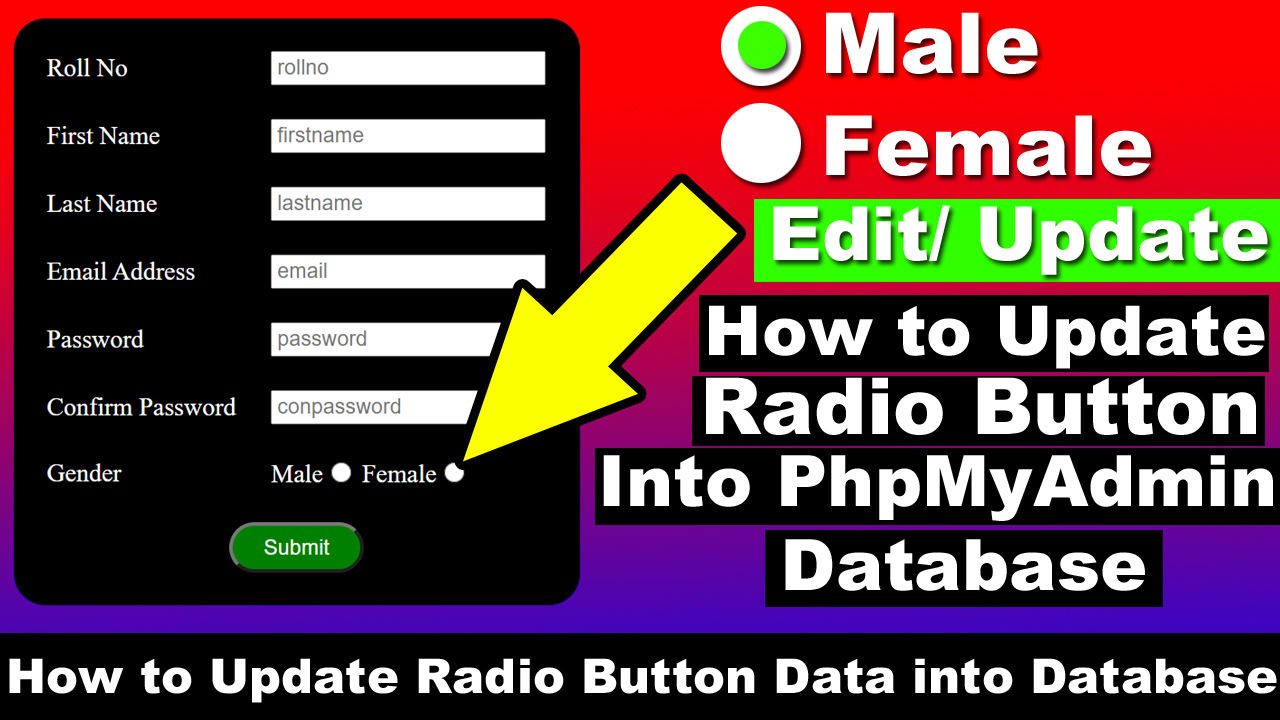 Roll No rollno
First Name firstname
Last Name lastname
Email Address email
Password password
Confirm Password conpassword
Gender Male Female
Submit
Male
Female
Edit/ Update
How to Update
Radio Button
Into PhpMyAdmin
Database
How to Update Radio Button Data into Database